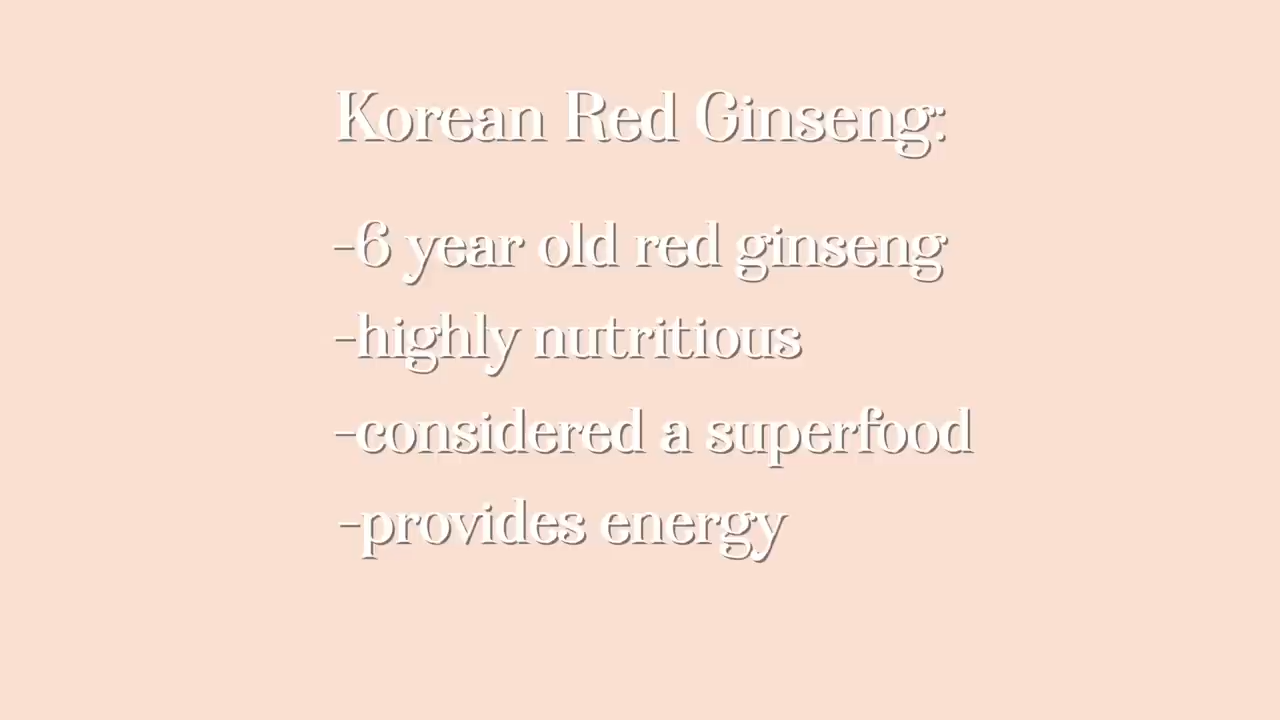 Korean Red Ginseng:
-6 year old red ginseng
-highly nutritious
-considered a superfood
-provides energy